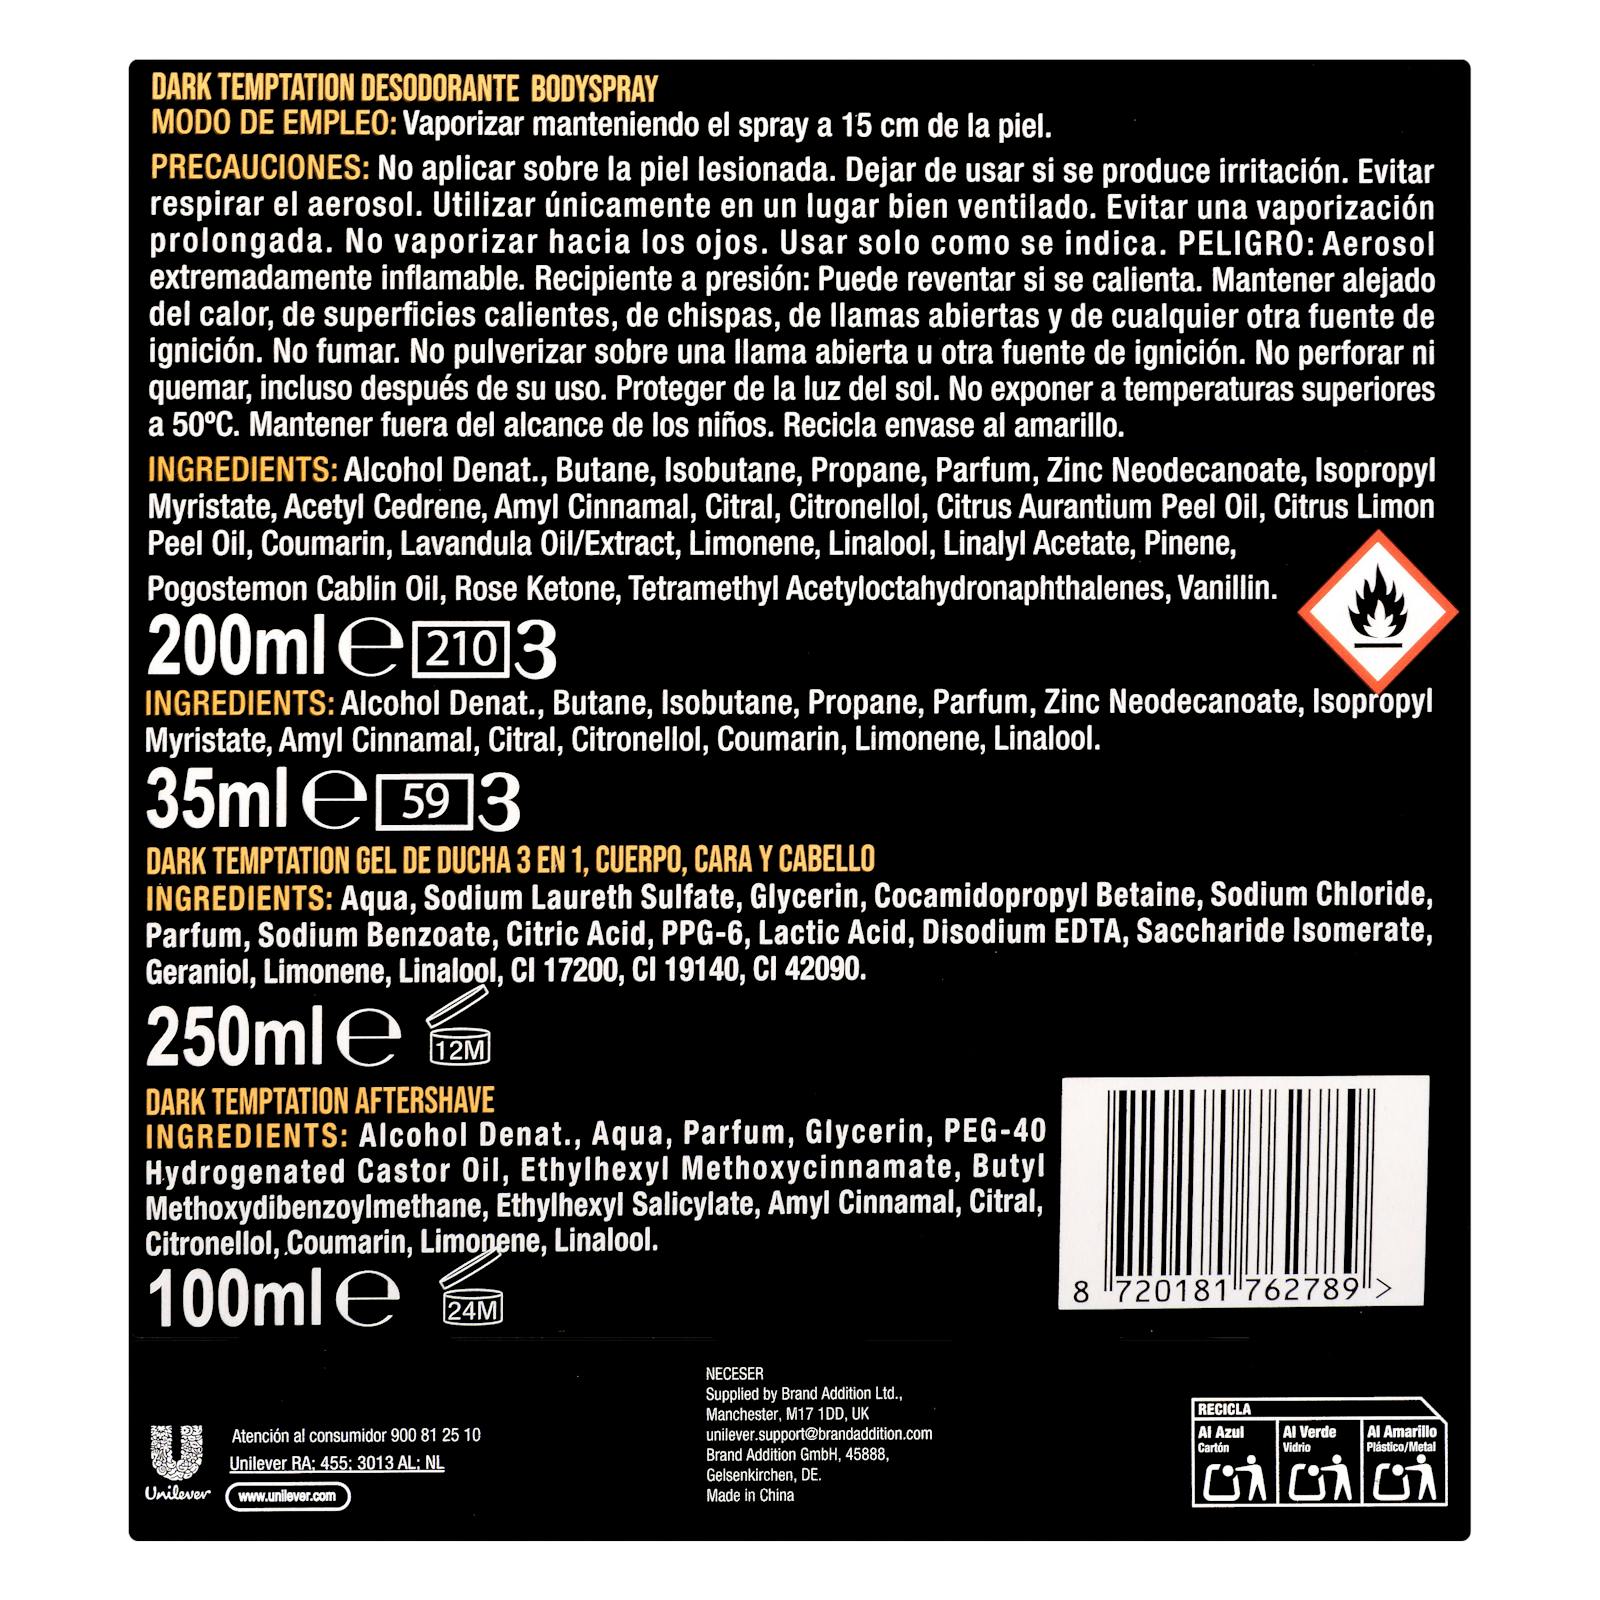 DARK TEMPTATION DESODORANTE BODYSPRAY
MODO DE EMPLEO: Vaporizar manteniendo el spray a 15 cm de la piel.
PRECAUCIONES: No aplicar sobre la piel lesionada. Dejar de usar si se produce irritación. Evitar
respirar el aerosol. Utilizar únicamente en un lugar bien ventilado. Evitar una vaporización
prolongada. No vaporizar hacia los ojos. Usar solo como se indica. PELIGRO: Aerosol
extremadamente inflamable. Recipiente a presión: Puede reventar si se calienta. Mantener alejado
del calor, de superficies calientes, de chispas, de llamas abiertas y de cualquier otra fuente de
ignición. No fumar. No pulverizar sobre una llama abierta u otra fuente de ignición. No perforar ni
quemar, incluso después de su uso. Proteger de la luz del sol. No exponer a temperaturas superiores
a 50ºC. Mantener fuera del alcance de los niños. Recicla envase al amarillo.
INGREDIENTS: Alcohol Denat., Butane, Isobutane, Propane, Parfum, Zinc Neodecanoate, Isopropyl
Myristate, Acetyl Cedrene, Amyl Cinnamal, Citral, Citronellol, Citrus Aurantium Peel Oil, Citrus Limon
Peel Oil, Coumarin, Lavandula Oil/Extract, Limonene, Linalool, Linalyl Acetate, Pinene,
Pogostemon Cablin Oil, Rose Ketone, Tetramethyl Acetyloctahydronaphthalenes, Vanillin.
200ml e 210 3
INGREDIENTS: Alcohol Denat., Butane, Isobutane, Propane, Parfum, Zinc Neodecanoate, Isopropyl
Myristate, Amyl Cinnamal, Citral, Citronellol, Coumarin, Limonene, Linalool.
35ml e 59 3
DARK TEMPTATION GEL DE DUCHA 3 EN 1, CUERPO, CARA Y CABELLO
INGREDIENTS: Aqua, Sodium Laureth Sulfate, Glycerin, Cocamidopropyl Betaine, Sodium Chloride,
Parfum, Sodium Benzoate, Citric Acid, PPG-6, Lactic Acid, Disodium EDTA, Saccharide Isomerate,
Geraniol, Limonene, Linalool, CI 17200, CI 19140, CI 42090.
250ml e 12M
DARK TEMPTATION AFTERSHAVE
INGREDIENTS: Alcohol Denat., Aqua, Parfum, Glycerin, PEG-40
Hydrogenated Castor Oil, Ethylhexyl Methoxycinnamate, Butyl
Methoxydibenzoylmethane, Ethylhexyl Salicylate, Amyl Cinnamal, Citral,
Citronellol, Coumarin, Limonene, Linalool.
100ml e 24M
8 720181 762789 >
Unilever
Atención al consumidor 900 81 25 10
Unilever RA; 455; 3013 AL; NL
www.unilever.com
NECESER
Supplied by Brand Addition Ltd.,
Manchester, M17 1DD, UK
unilever.support@brandaddition.com
Brand Addition GmbH, 45888,
Gelsenkirchen, DE.
Made in China
RECICLA
Al Azul Al Verde Al Amarillo
Cartón Vidrio Plástico/Metal